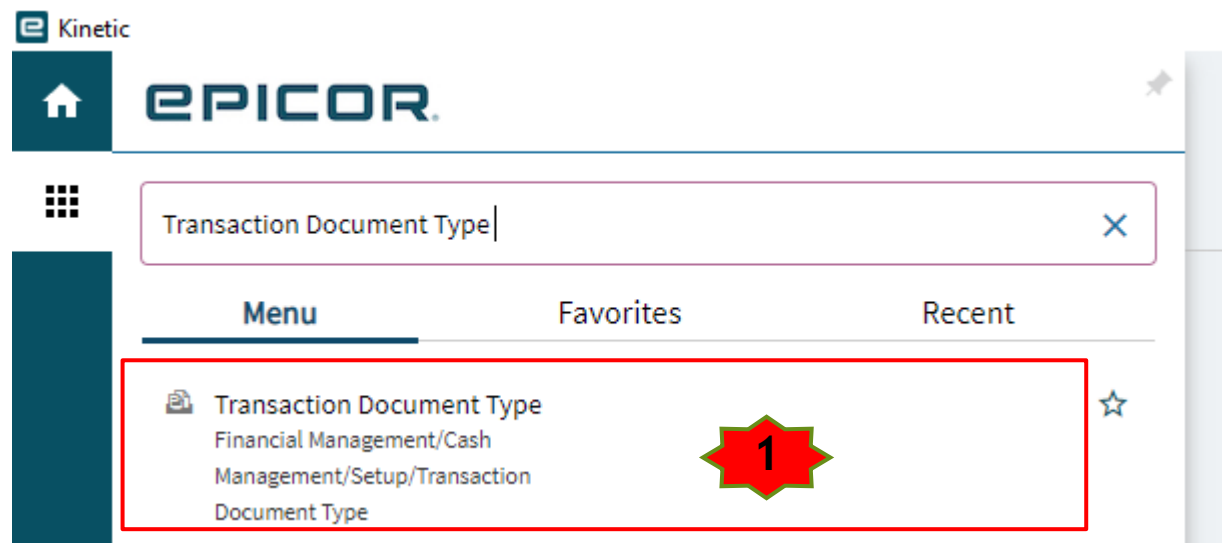 Kinetic
EPICOR.
Transaction Document Type
Menu Favorites Recent
Transaction Document Type
Financial Management/Cash
Management/Setup/Transaction
Document Type
1